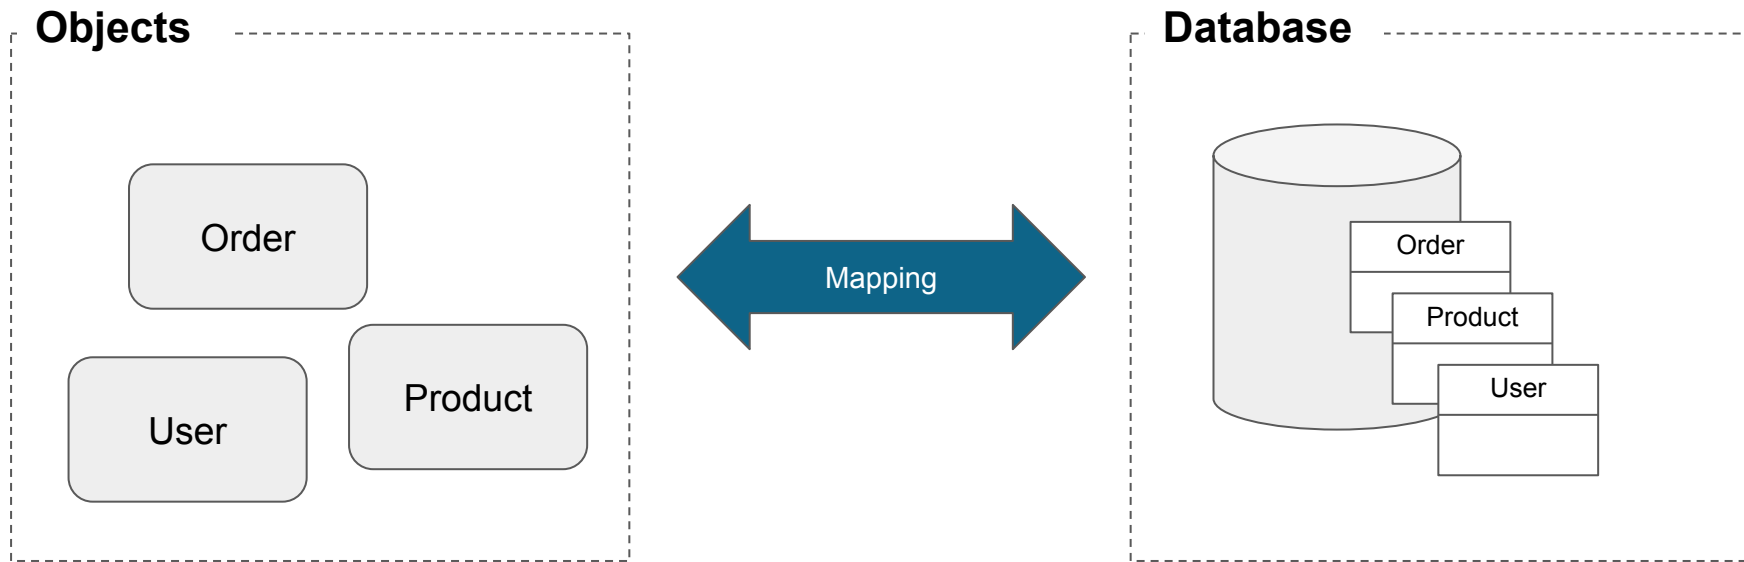 Objects
Order
Product
User
Mapping
Database
Order
Product
User